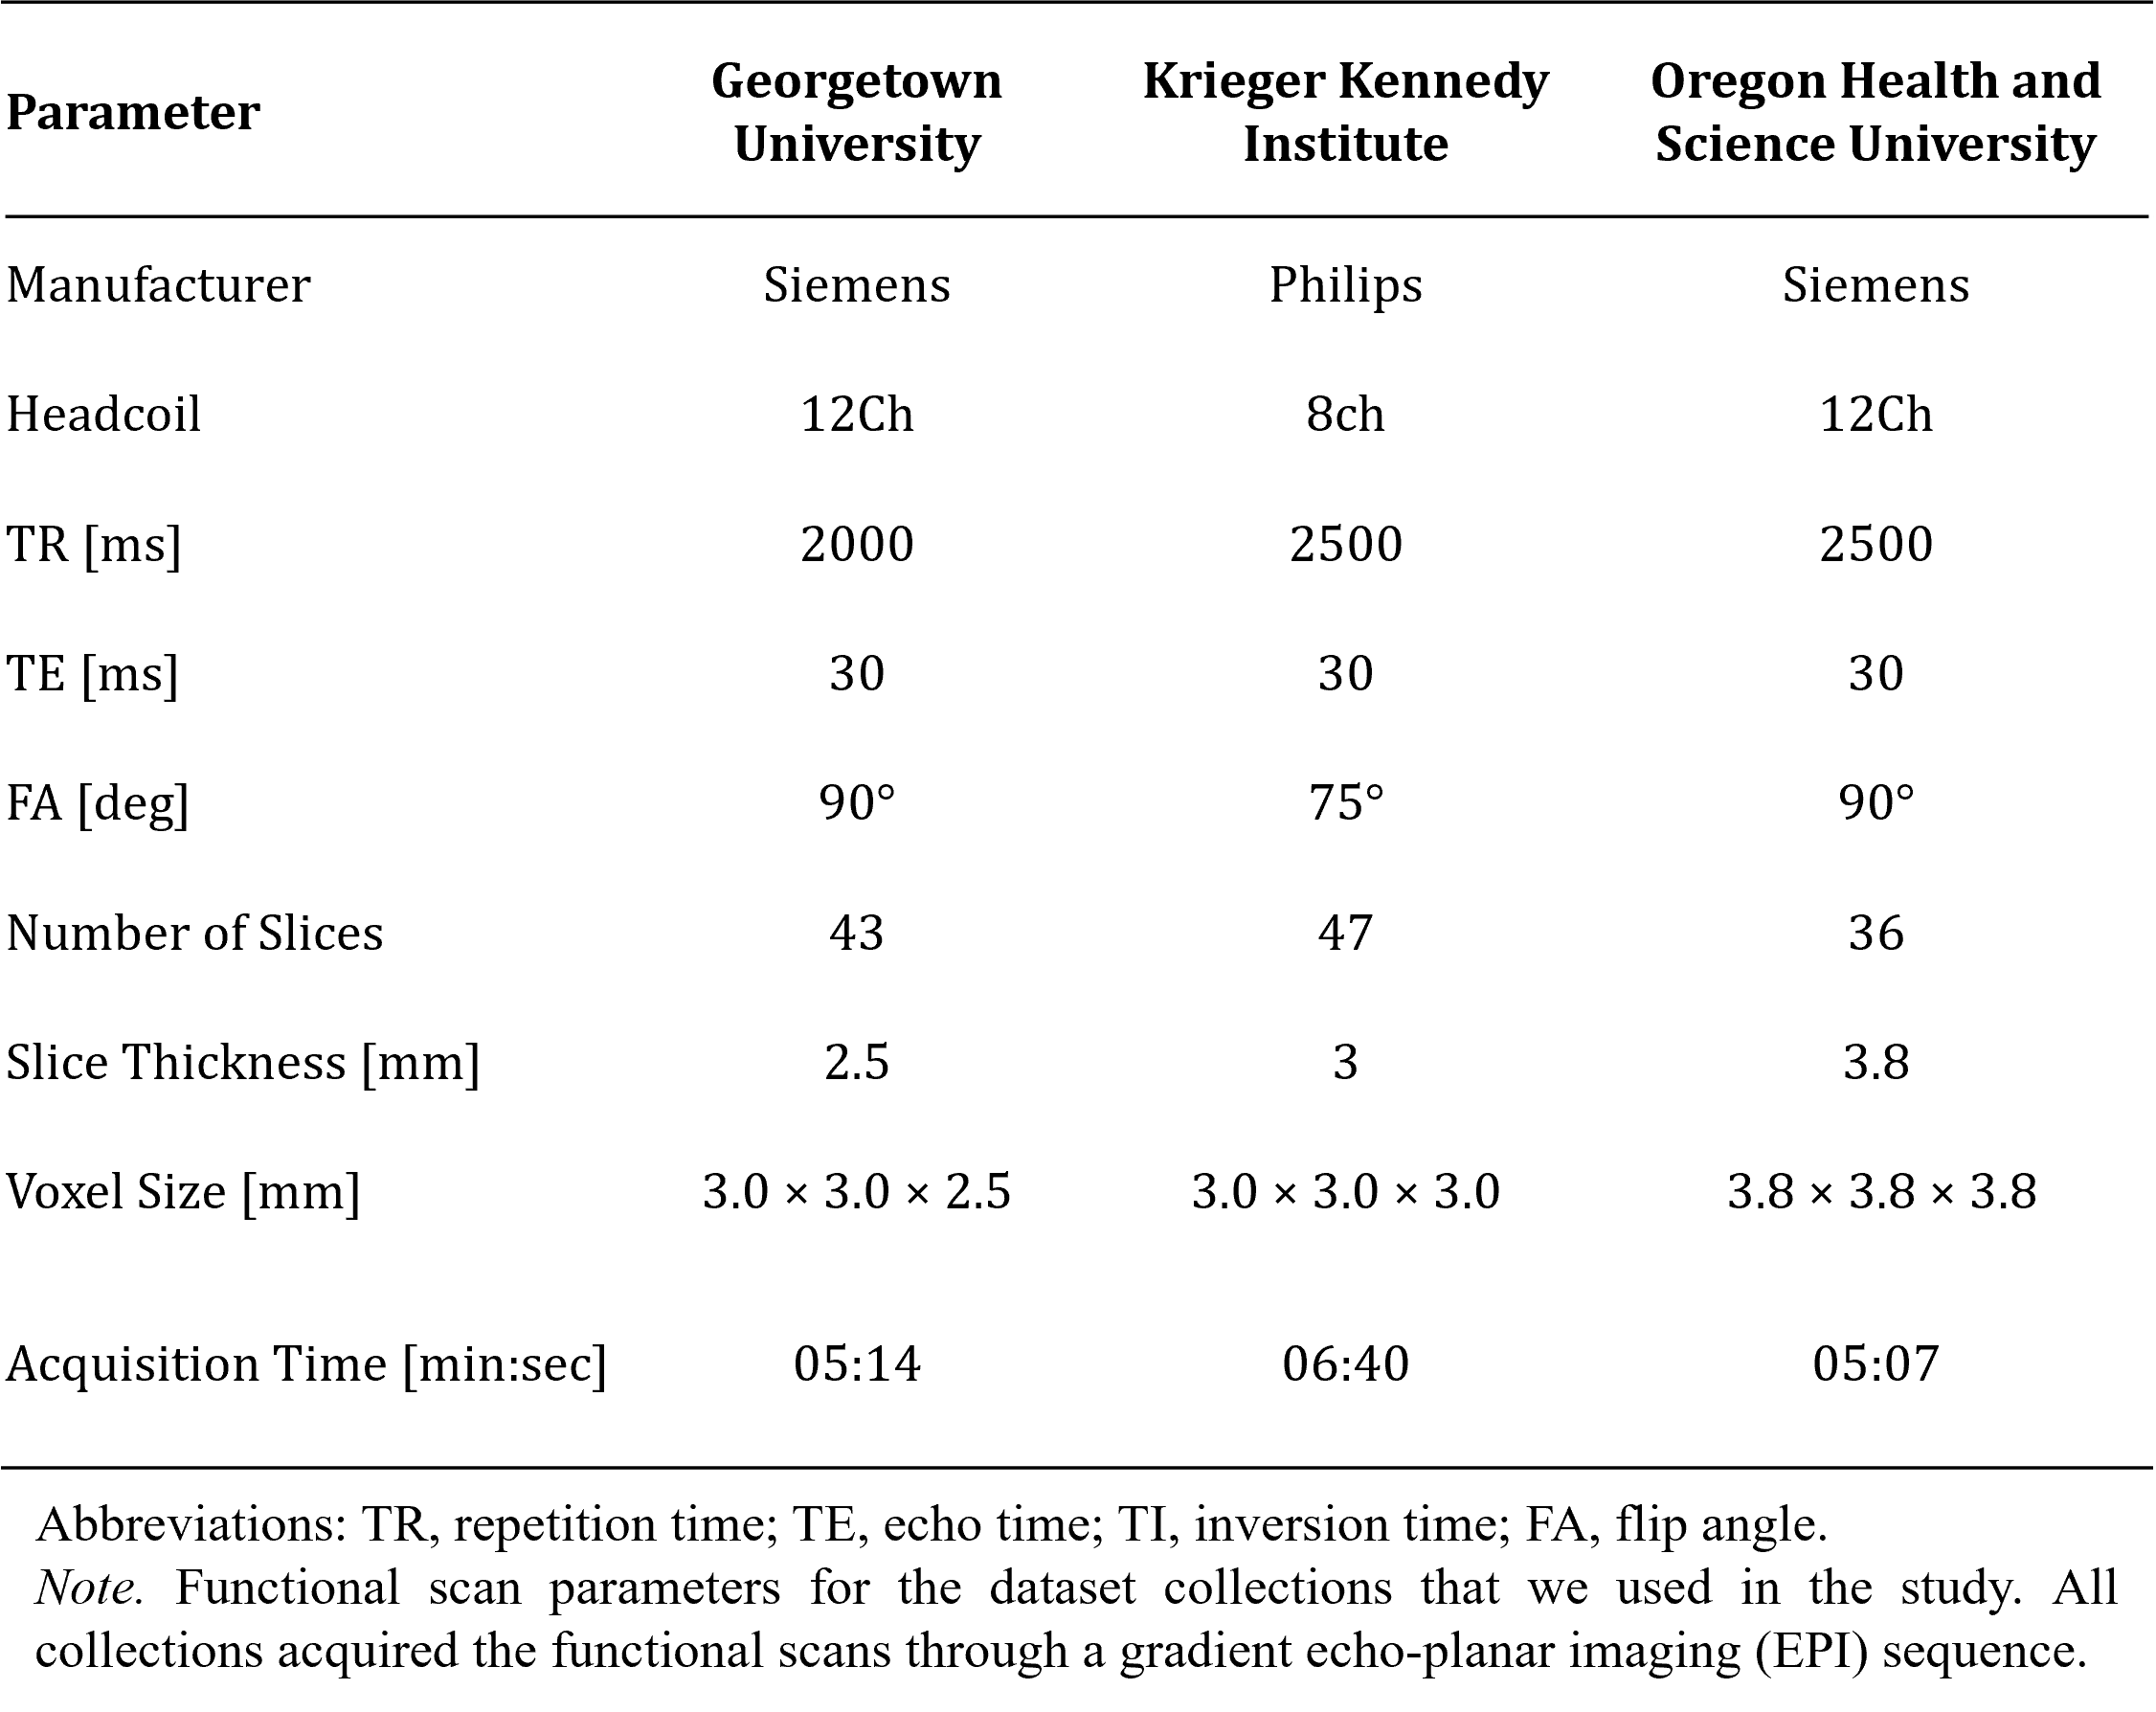 Parameter Georgetown University Krieger Kennedy Institute Oregon Health and Science University
Manufacturer Siemens Philips Siemens
Headcoil 12Ch 8ch 12Ch
TR [ms] 2000 2500 2500
TE [ms] 30 30 30
FA [deg] 90° 75° 90°
Number of Slices 43 47 36
Slice Thickness [mm] 2.5 3 3.8
Voxel Size [mm] 3.0 × 3.0 × 2.5 3.0 × 3.0 × 3.0 3.8 × 3.8 × 3.8
Acquisition Time [min:sec] 05:14 06:40 05:07
Abbreviations: TR, repetition time; TE, echo time; TI, inversion time; FA, flip angle.
Note. Functional scan parameters for the dataset collections that we used in the study. All
collections acquired the functional scans through a gradient echo-planar imaging (EPI) sequence.